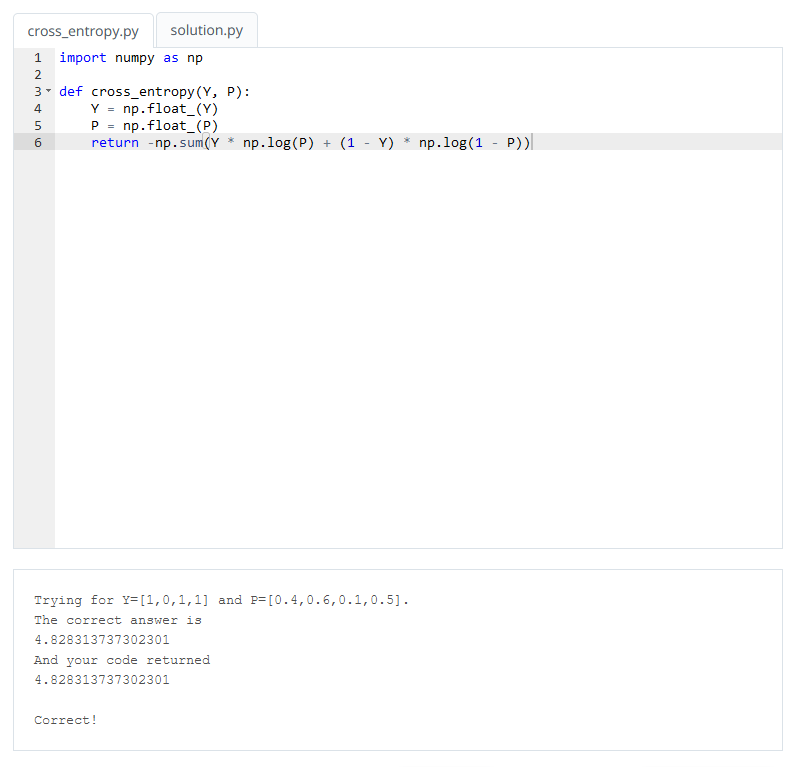 cross_entropy.py solution.py
1 import numpy as np
2
3 def cross_entropy(Y, P):
4     Y = np.float_(Y)
5     P = np.float_(P)
6     return -np.sum(Y * np.log(P) + (1 - Y) * np.log(1 - P))
Trying for Y=[1,0,1,1] and P=[0.4,0.6,0.1,0.5].
The correct answer is
4.828313737302301
And your code returned
4.828313737302301
Correct!